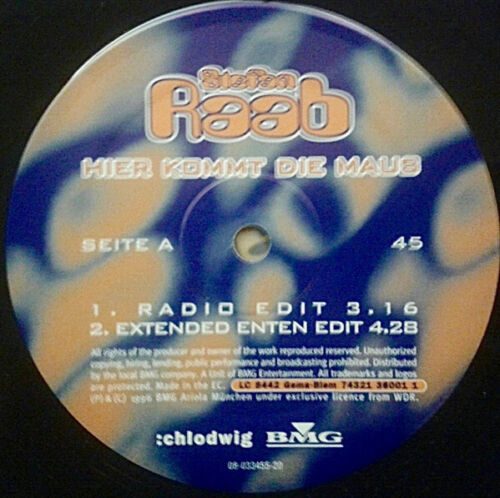 Stefan
Raab
HIER KOMMT DIE MAUS
SEITE A 45
1. RADIO EDIT 3.16
2. EXTENDED ENTEN EDIT 4.28
All rights of the producer and owner of the work reproduced reserved. Unauthorized
copying, hiring, lending, public performance and broadcasting prohibited. Distributed
by the local BMG company. A Unit of BMG Entertainment. All trademarks and logos
are protected. Made in the EC. LC 8442 Gema-Biem 74321 36001 1
(P) & (C) 1996 BMG Ariola München under exclusive licence from WDR.
:chlodwig BMG
08-033455-20